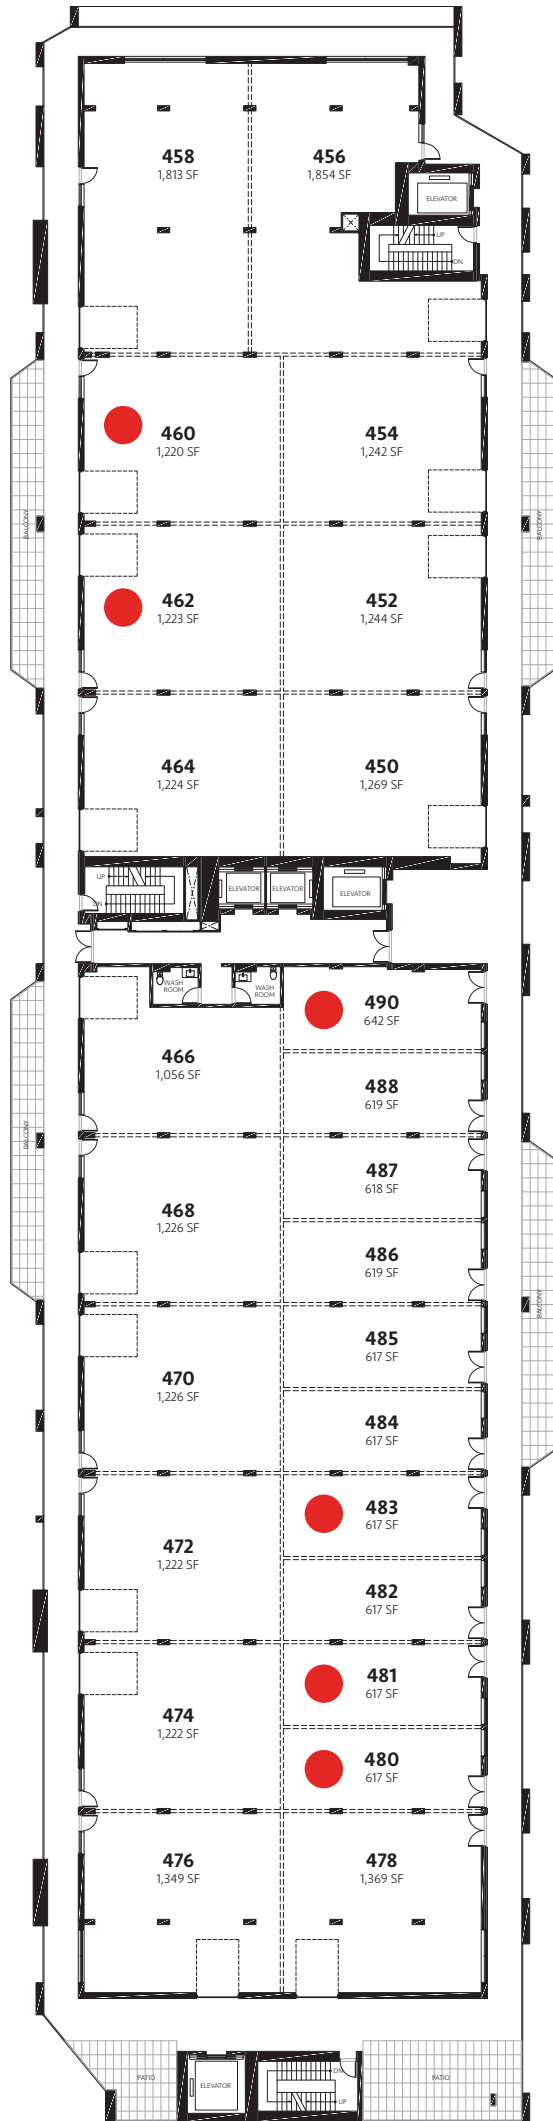 458
1,813 SF
456
1,854 SF
ELEVATOR
UP
DN
460
1,220 SF
454
1,242 SF
BALCONY
BALCONY
462
1,223 SF
452
1,244 SF
464
1,224 SF
450
1,269 SF
UP
DN
ELEVATOR
ELEVATOR
ELEVATOR
WASH
ROOM
WASH
ROOM
490
642 SF
466
1,056 SF
488
619 SF
BALCONY
487
618 SF
468
1,226 SF
486
619 SF
BALCONY
485
617 SF
470
1,226 SF
484
617 SF
483
617 SF
472
1,222 SF
482
617 SF
481
617 SF
474
1,222 SF
480
617 SF
476
1,349 SF
478
1,369 SF
PATIO
ELEVATOR
DN
UP
PATIO